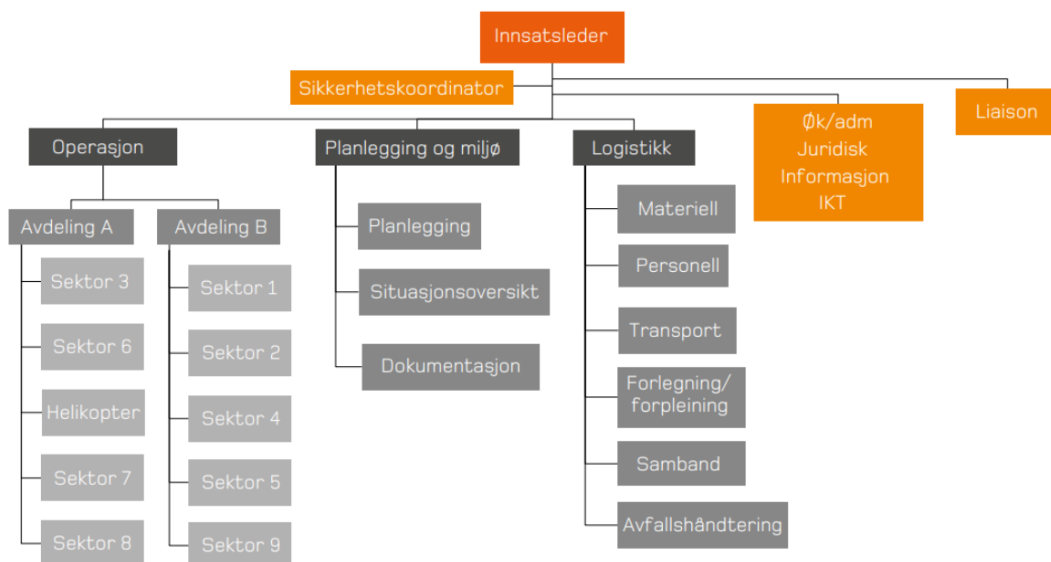 Innsatsleder
Sikkerhetskoordinator
Liaison
Øk/adm
Juridisk
Informasjon
IKT
Operasjon
Planlegging og miljø
Logistikk
Avdeling A
Avdeling B
Sektor 3
Sektor 6
Helikopter
Sektor 7
Sektor 8
Sektor 1
Sektor 2
Sektor 4
Sektor 5
Sektor 9
Planlegging
Situasjonsoversikt
Dokumentasjon
Materiell
Personell
Transport
Forlegning/
forpleining
Samband
Avfallshåndtering